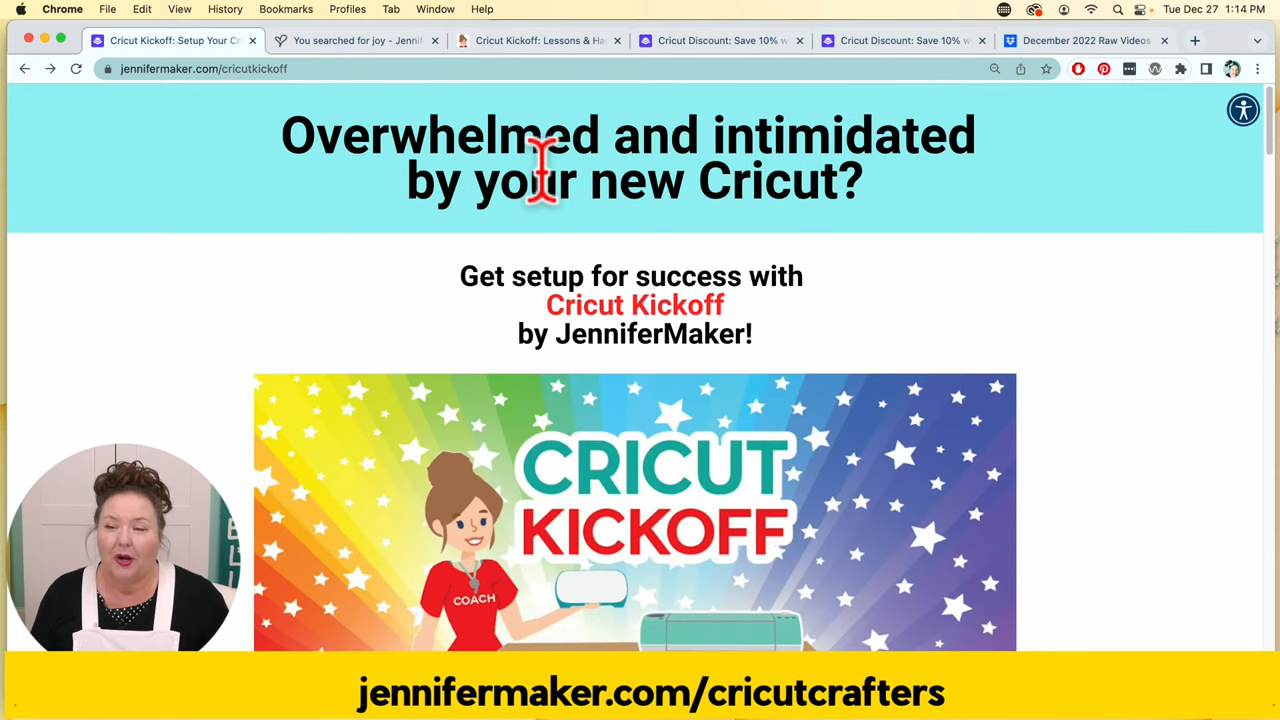 Chrome File Edit View History Bookmarks Profiles Tab Window Help Tue Dec 27 1:14 PM
Cricut Kickoff: Setup Your Cr You searched for joy - Jennif Cricut Kickoff: Lessons & Ha Cricut Discount: Save 10% w Cricut Discount: Save 10% w December 2022 Raw Videos
jennifermaker.com/cricutkickoff
Overwhelmed and intimidated
by your new Cricut?
Get setup for success with
Cricut Kickoff
by JenniferMaker!
CRICUT
KICKOFF
COACH
jennifermaker.com/cricutcrafters